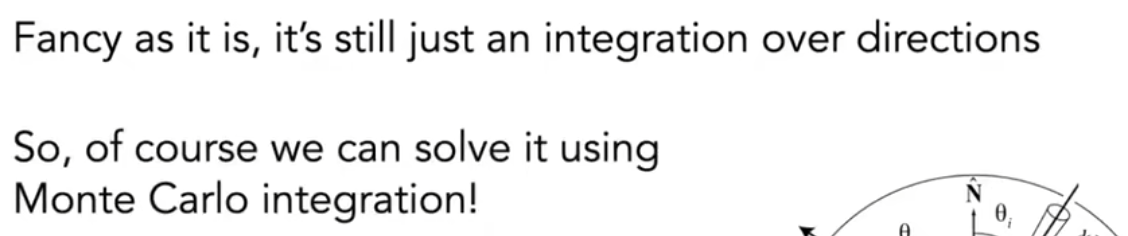 Fancy as it is, it's still just an integration over directions
So, of course we can solve it using
Monte Carlo integration!
N̂
θi
θ